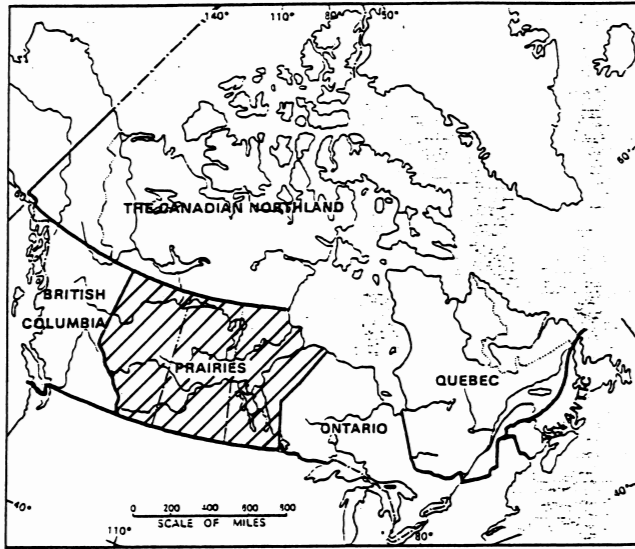 140° 110° 80° 50°
60°
60°
THE CANADIAN NORTHLAND
BRITISH
COLUMBIA
PRAIRIES
QUEBEC
ATLANTIC
ONTARIO
40°
40°
0 200 400 600 800
SCALE OF MILES
110°
80°